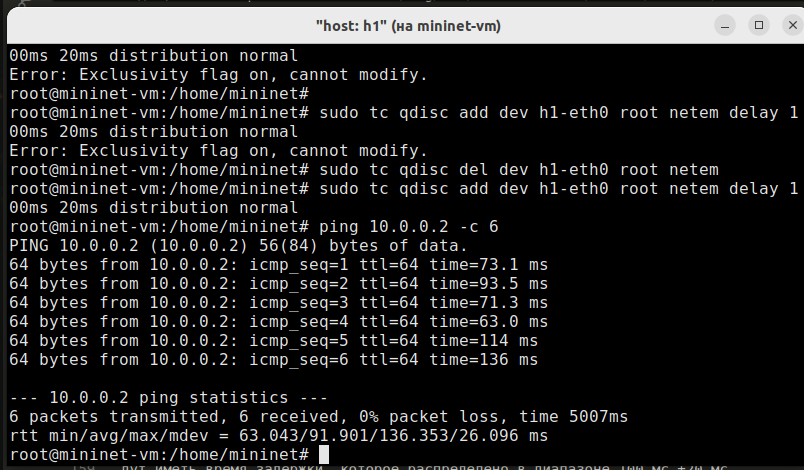 "host: h1" (на mininet-vm)
00ms 20ms distribution normal
Error: Exclusivity flag on, cannot modify.
root@mininet-vm:/home/mininet#
root@mininet-vm:/home/mininet# sudo tc qdisc add dev h1-eth0 root netem delay 1
00ms 20ms distribution normal
Error: Exclusivity flag on, cannot modify.
root@mininet-vm:/home/mininet# sudo tc qdisc del dev h1-eth0 root netem
root@mininet-vm:/home/mininet# sudo tc qdisc add dev h1-eth0 root netem delay 1
00ms 20ms distribution normal
root@mininet-vm:/home/mininet# ping 10.0.0.2 -c 6
PING 10.0.0.2 (10.0.0.2) 56(84) bytes of data.
64 bytes from 10.0.0.2: icmp_seq=1 ttl=64 time=73.1 ms
64 bytes from 10.0.0.2: icmp_seq=2 ttl=64 time=93.5 ms
64 bytes from 10.0.0.2: icmp_seq=3 ttl=64 time=71.3 ms
64 bytes from 10.0.0.2: icmp_seq=4 ttl=64 time=63.0 ms
64 bytes from 10.0.0.2: icmp_seq=5 ttl=64 time=114 ms
64 bytes from 10.0.0.2: icmp_seq=6 ttl=64 time=136 ms
--- 10.0.0.2 ping statistics ---
6 packets transmitted, 6 received, 0% packet loss, time 5007ms
rtt min/avg/max/mdev = 63.043/91.901/136.353/26.096 ms
root@mininet-vm:/home/mininet#